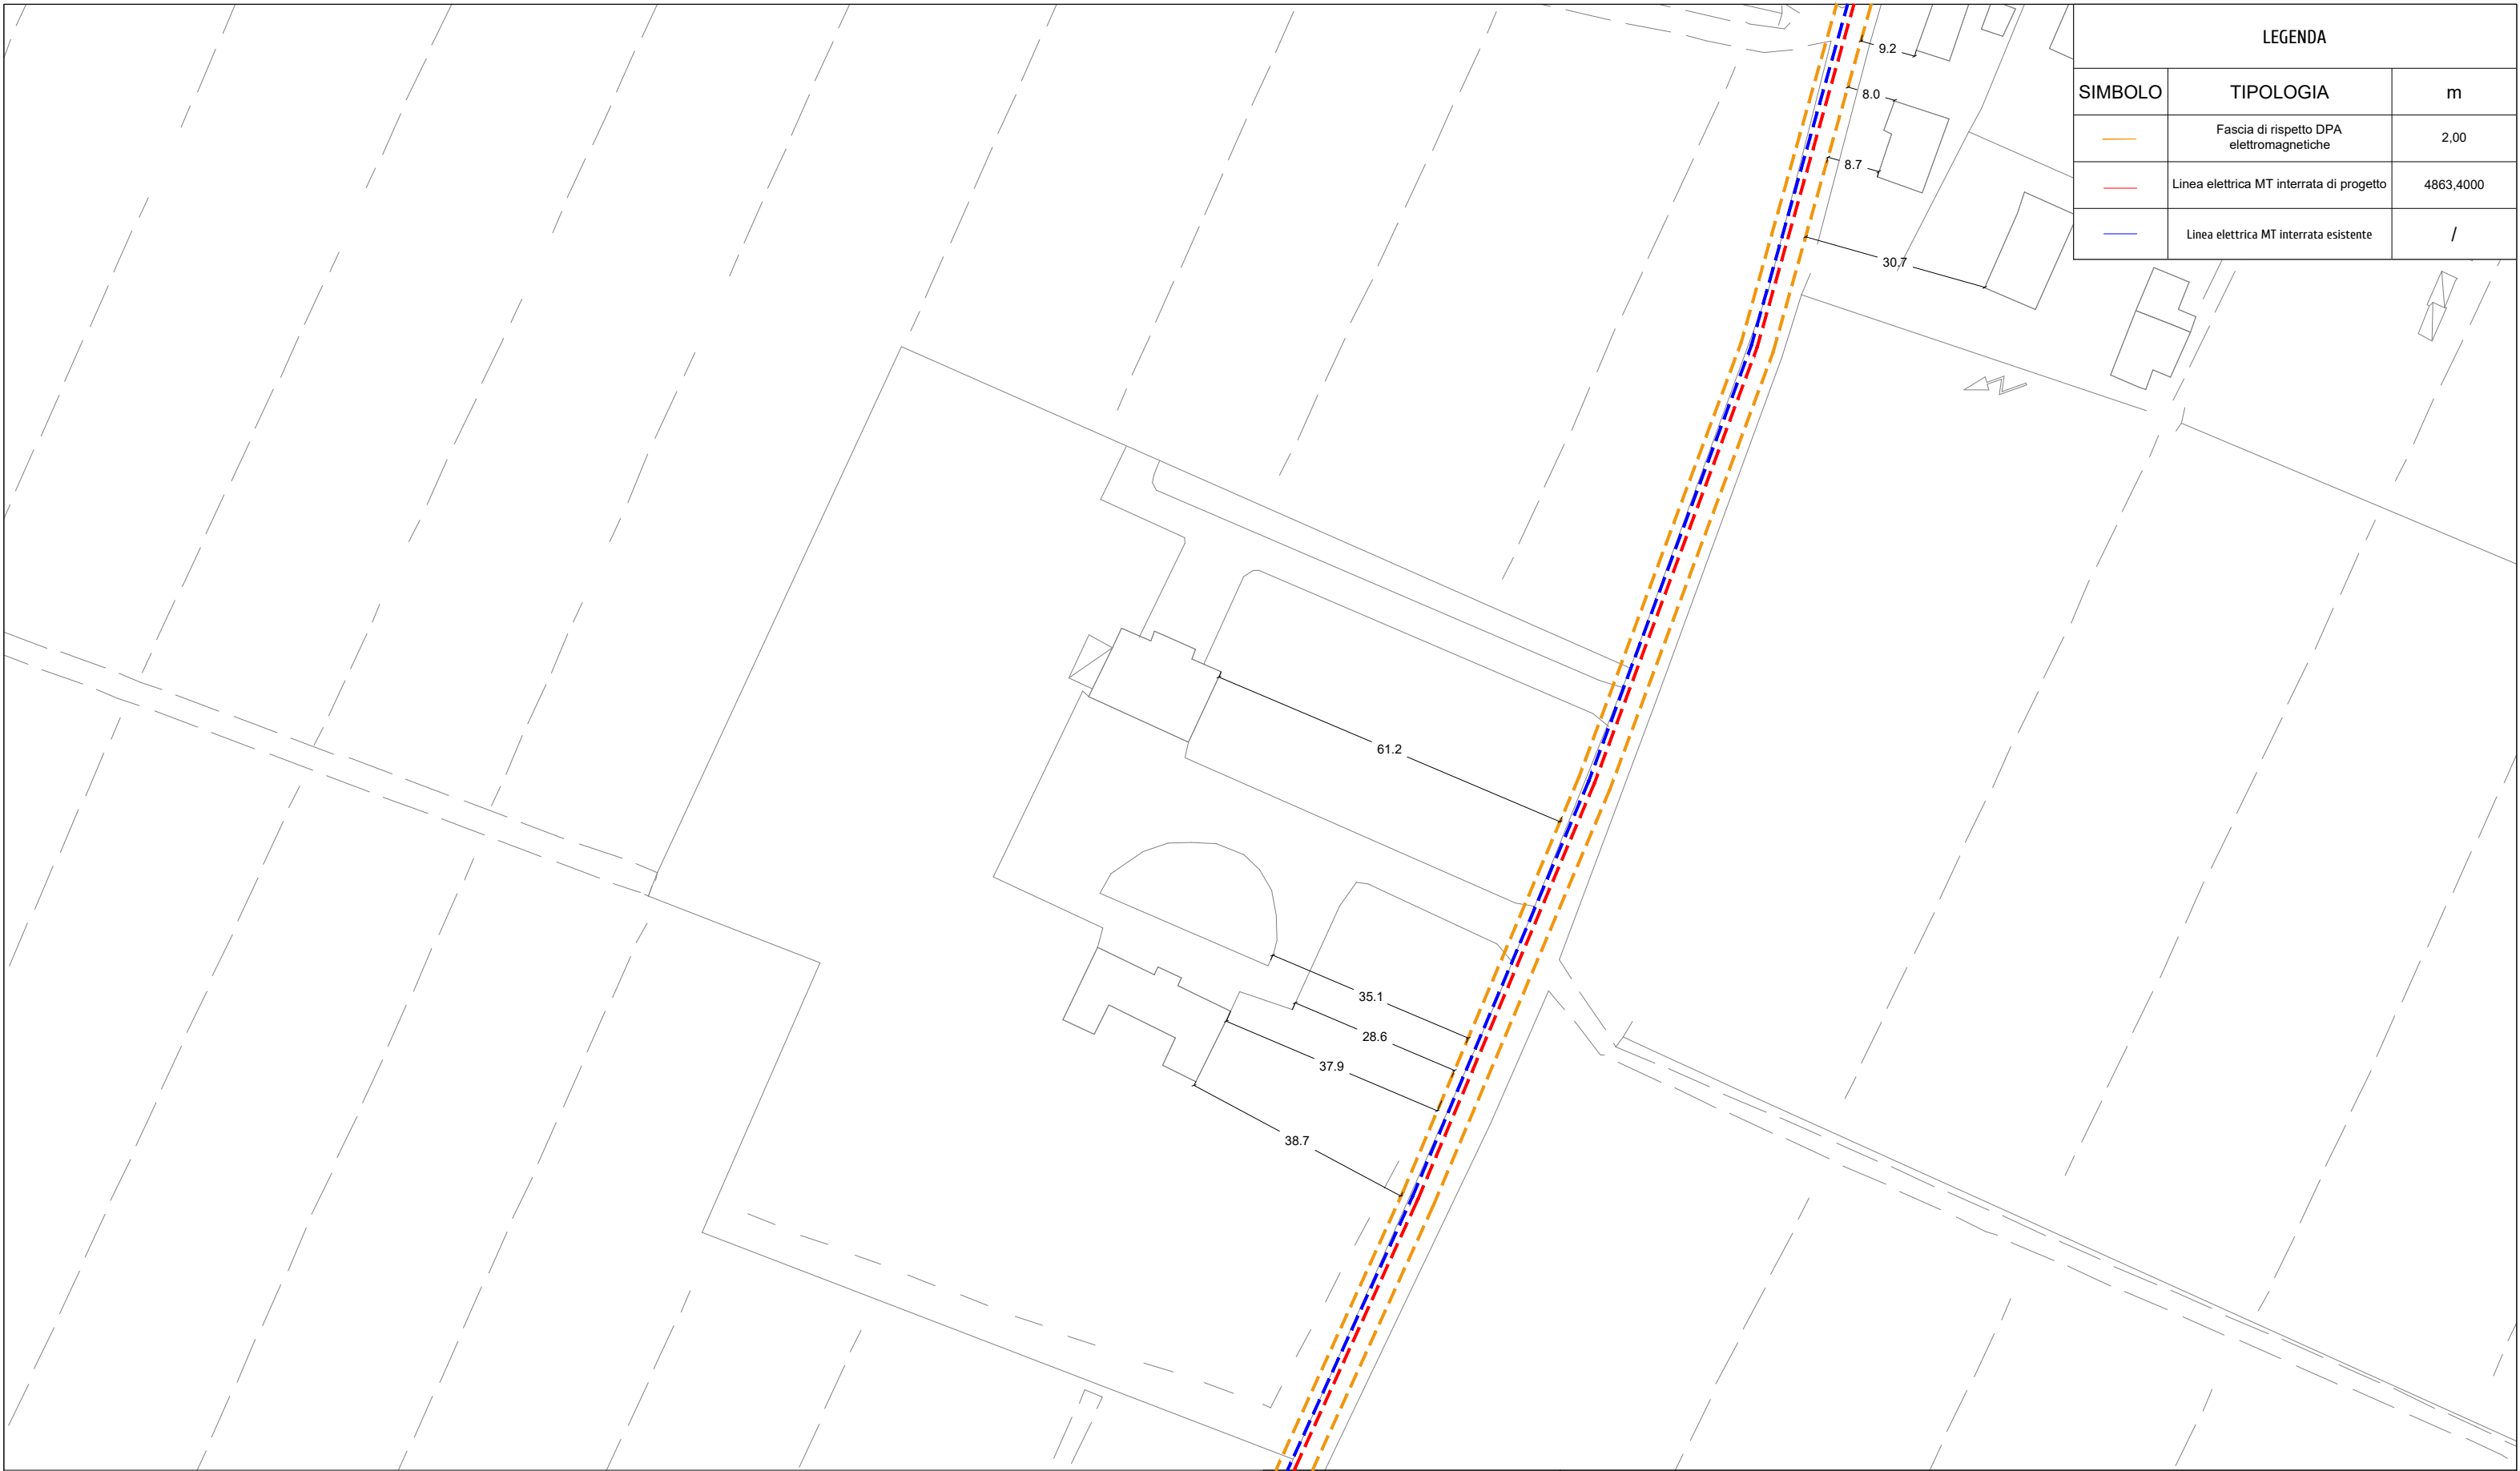 LEGENDA
SIMBOLO TIPOLOGIA m
Fascia di rispetto DPA
elettromagnetiche
2,00
Linea elettrica MT interrata di progetto 4863,4000
Linea elettrica MT interrata esistente /
9.2
8.0
8.7
30.7
61.2
35.1
28.6
37.9
38.7